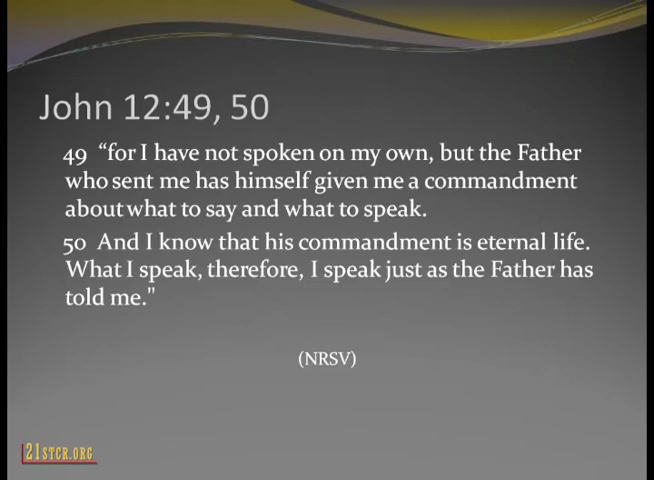 John 12:49, 50
49 “for I have not spoken on my own, but the Father
who sent me has himself given me a commandment
about what to say and what to speak.
50 And I know that his commandment is eternal life.
What I speak, therefore, I speak just as the Father has
told me."
(NRSV)
21STCR.ORG